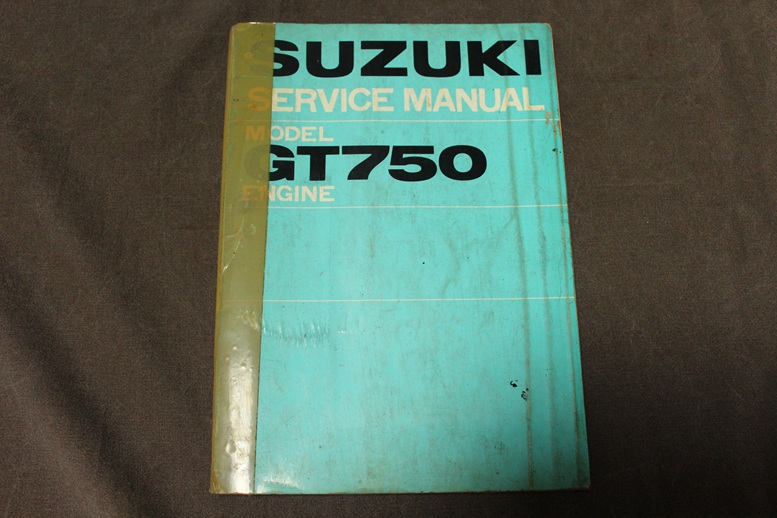 SUZUKI
SERVICE MANUAL
MODEL
GT750
ENGINE